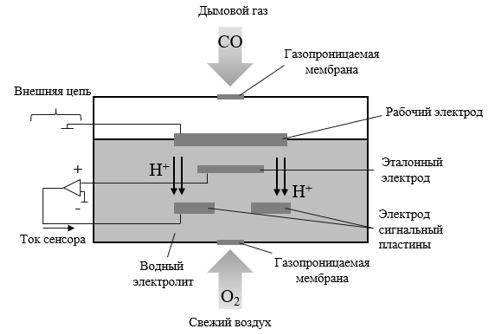 Дымовой газ
CO
Газопроницаемая
мембрана
Внешняя цепь
Рабочий электрод
H+
Эталонный
электрод
+
H+
-
Электрод
сигнальный
пластины
Ток сенсора
Водный
электролит
Газопроницаемая
мембрана
O2
Свежий воздух